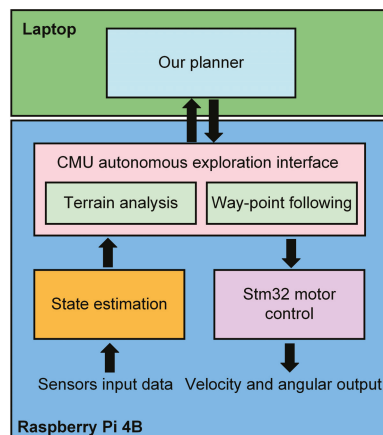 Laptop
Our planner
CMU autonomous exploration interface
Terrain analysis
Way-point following
State estimation
Stm32 motor
control
Sensors input data
Velocity and angular output
Raspberry Pi 4B